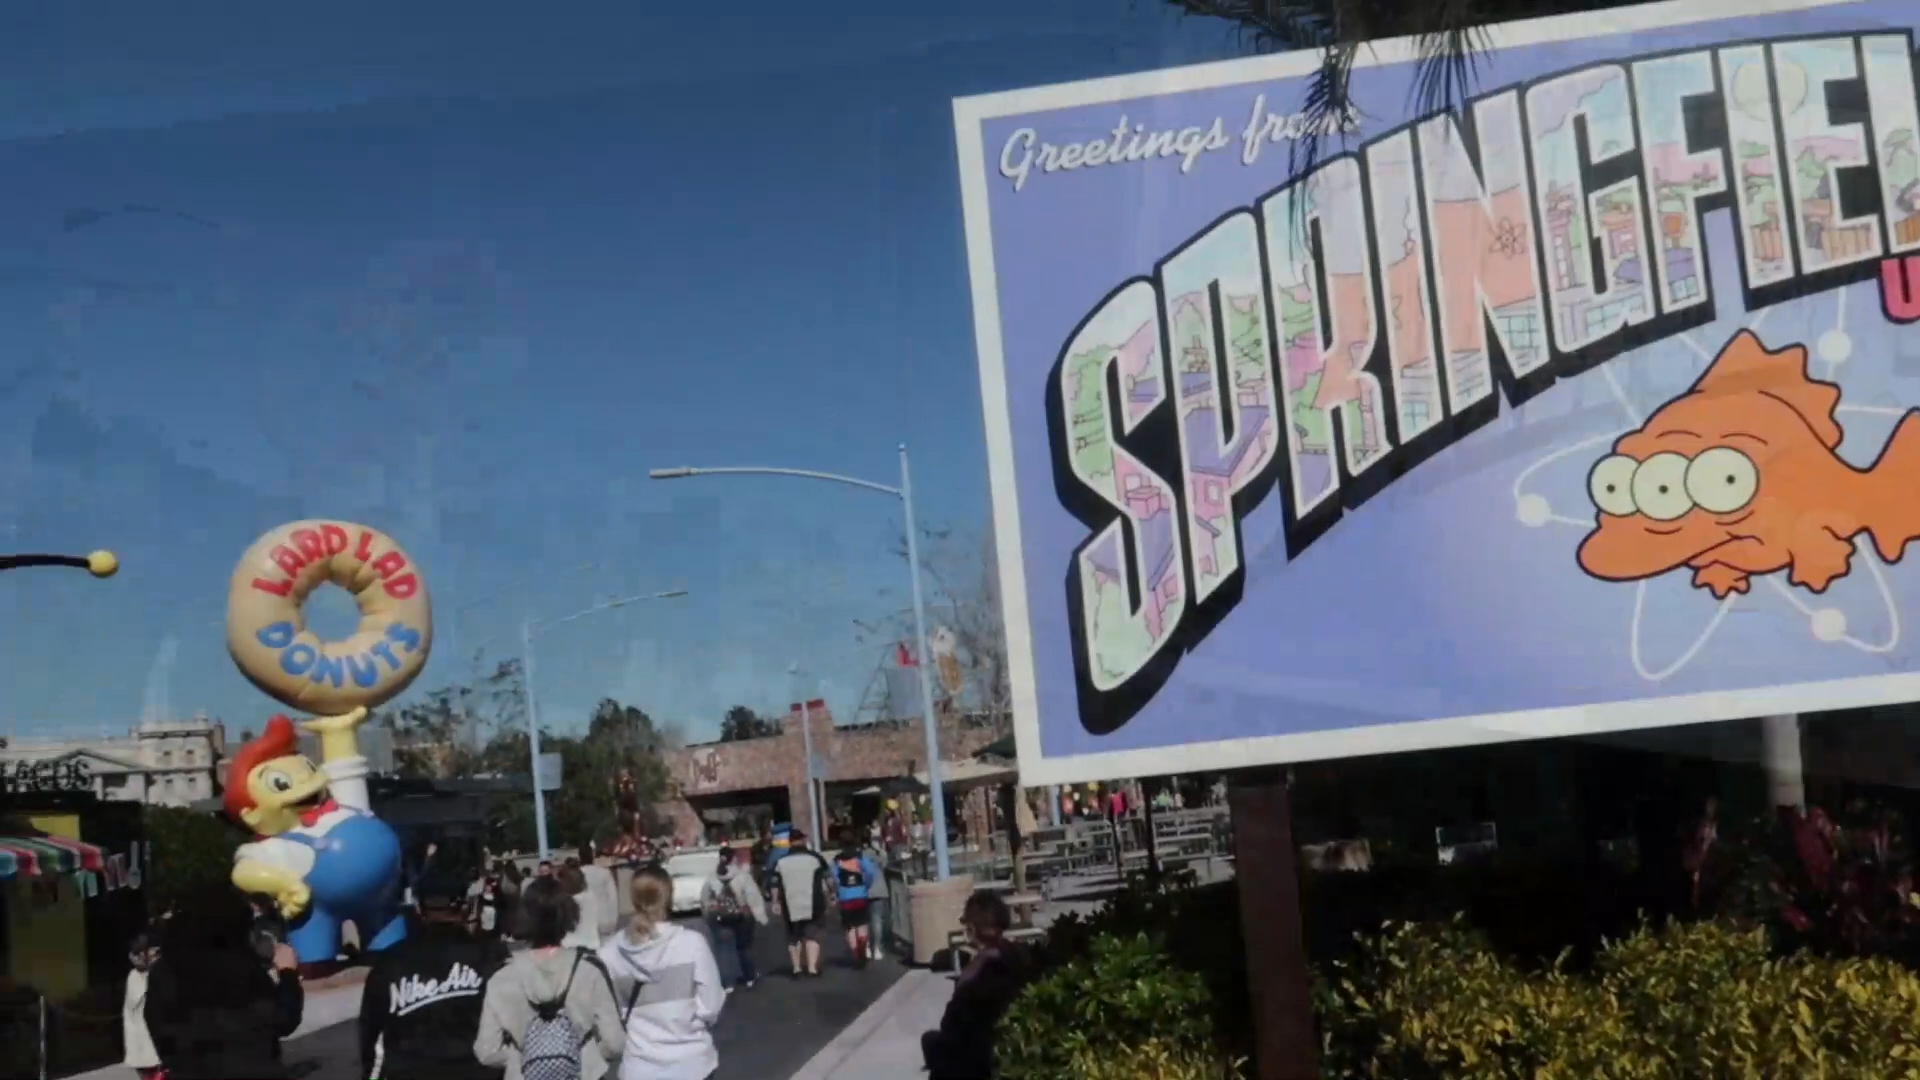 Greetings from
SPRINGFIEL
U
LARD LAD
DONUTS
Nike Air